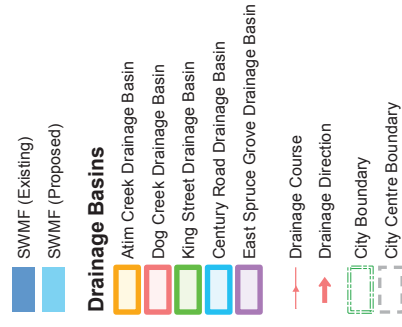 SWMF (Existing)
SWMF (Proposed)
Drainage Basins
Atim Creek Drainage Basin
Dog Creek Drainage Basin
King Street Drainage Basin
Century Road Drainage Basin
East Spruce Grove Drainage Basin
Drainage Course
Drainage Direction
City Boundary
City Centre Boundary